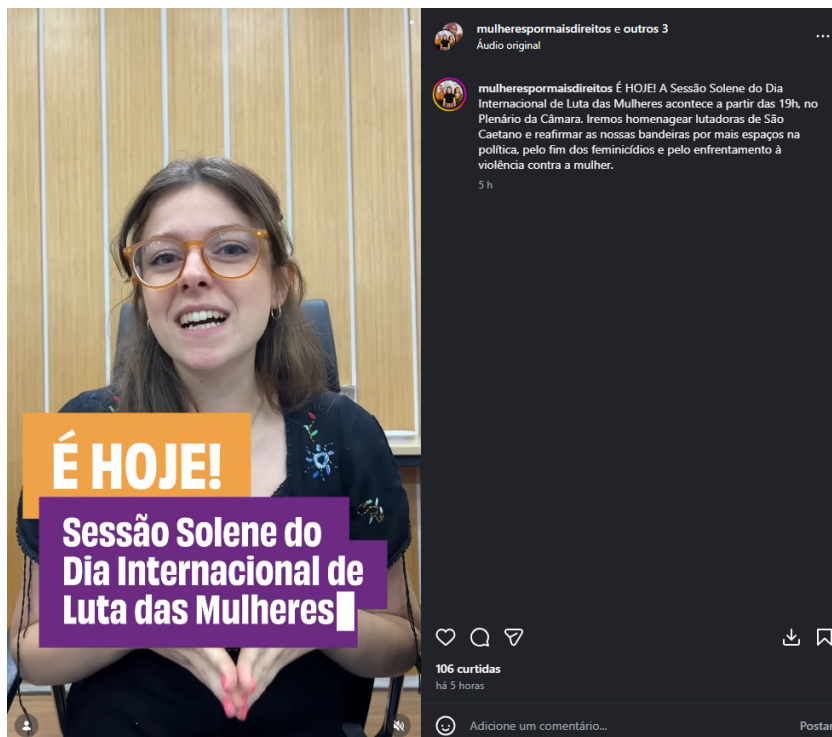 É HOJE!
Sessão Solene do
Dia Internacional de
Luta das Mulheres
mulherespormaisdireitos e outros 3
Áudio original
mulherespormaisdireitos É HOJE! A Sessão Solene do Dia
Internacional de Luta das Mulheres acontece a partir das 19h, no
Plenário da Câmara. Iremos homenagear lutadoras de São
Caetano e reafirmar as nossas bandeiras por mais espaços na
política, pelo fim dos feminicídios e pelo enfrentamento à
violência contra a mulher.
5 h
106 curtidas
há 5 horas
Adicione um comentário...
Postar